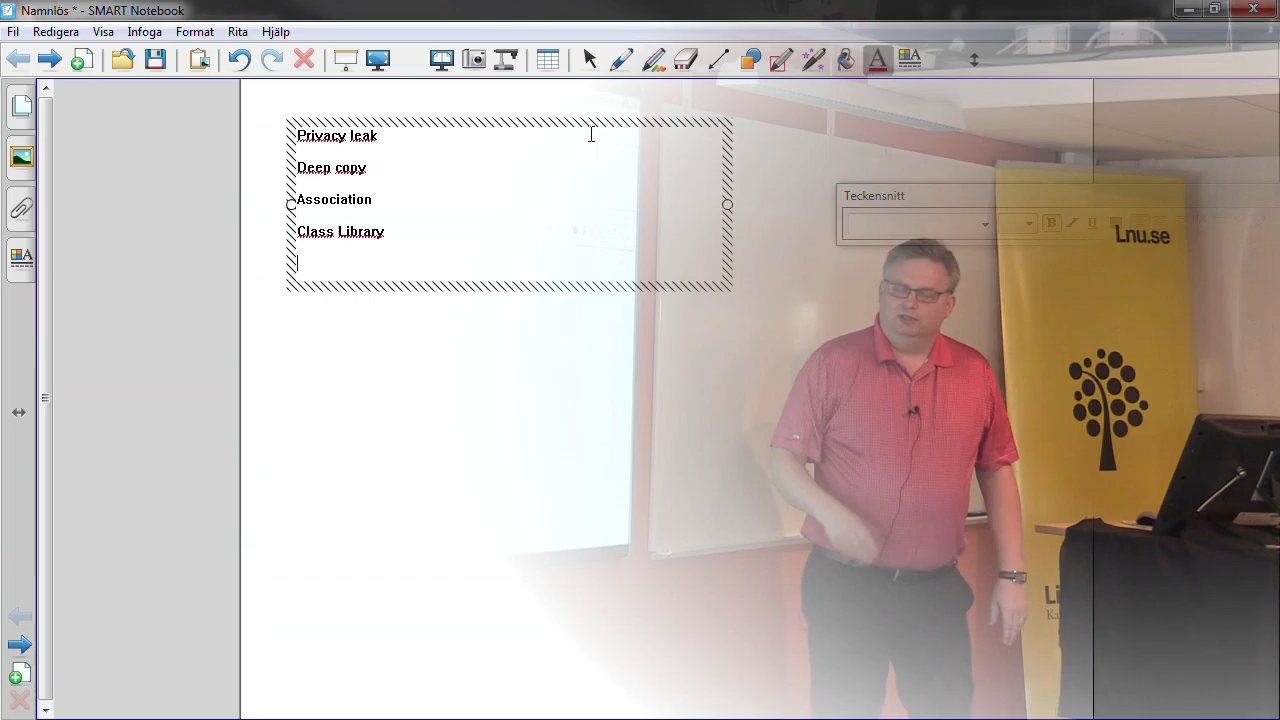 Namnlös * - SMART Notebook
Fil Redigera Visa Infoga Format Rita Hjälp
Privacy leak
Deep copy
Association
Class Library
Teckensnitt
B I U
Lnu.se